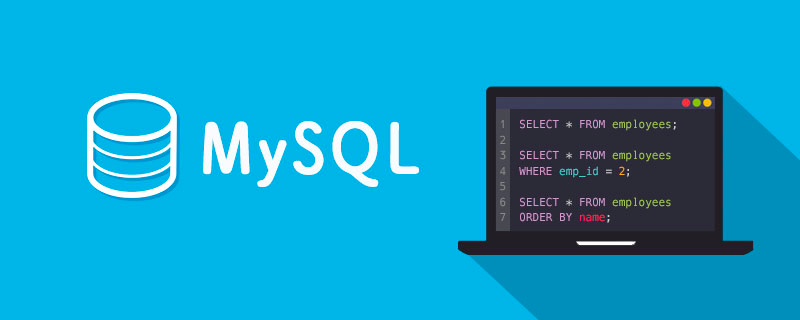 MySQL
1 SELECT * FROM employees;
2
3 SELECT * FROM employees
4 WHERE emp_id = 2;
5
6 SELECT * FROM employees
7 ORDER BY name;